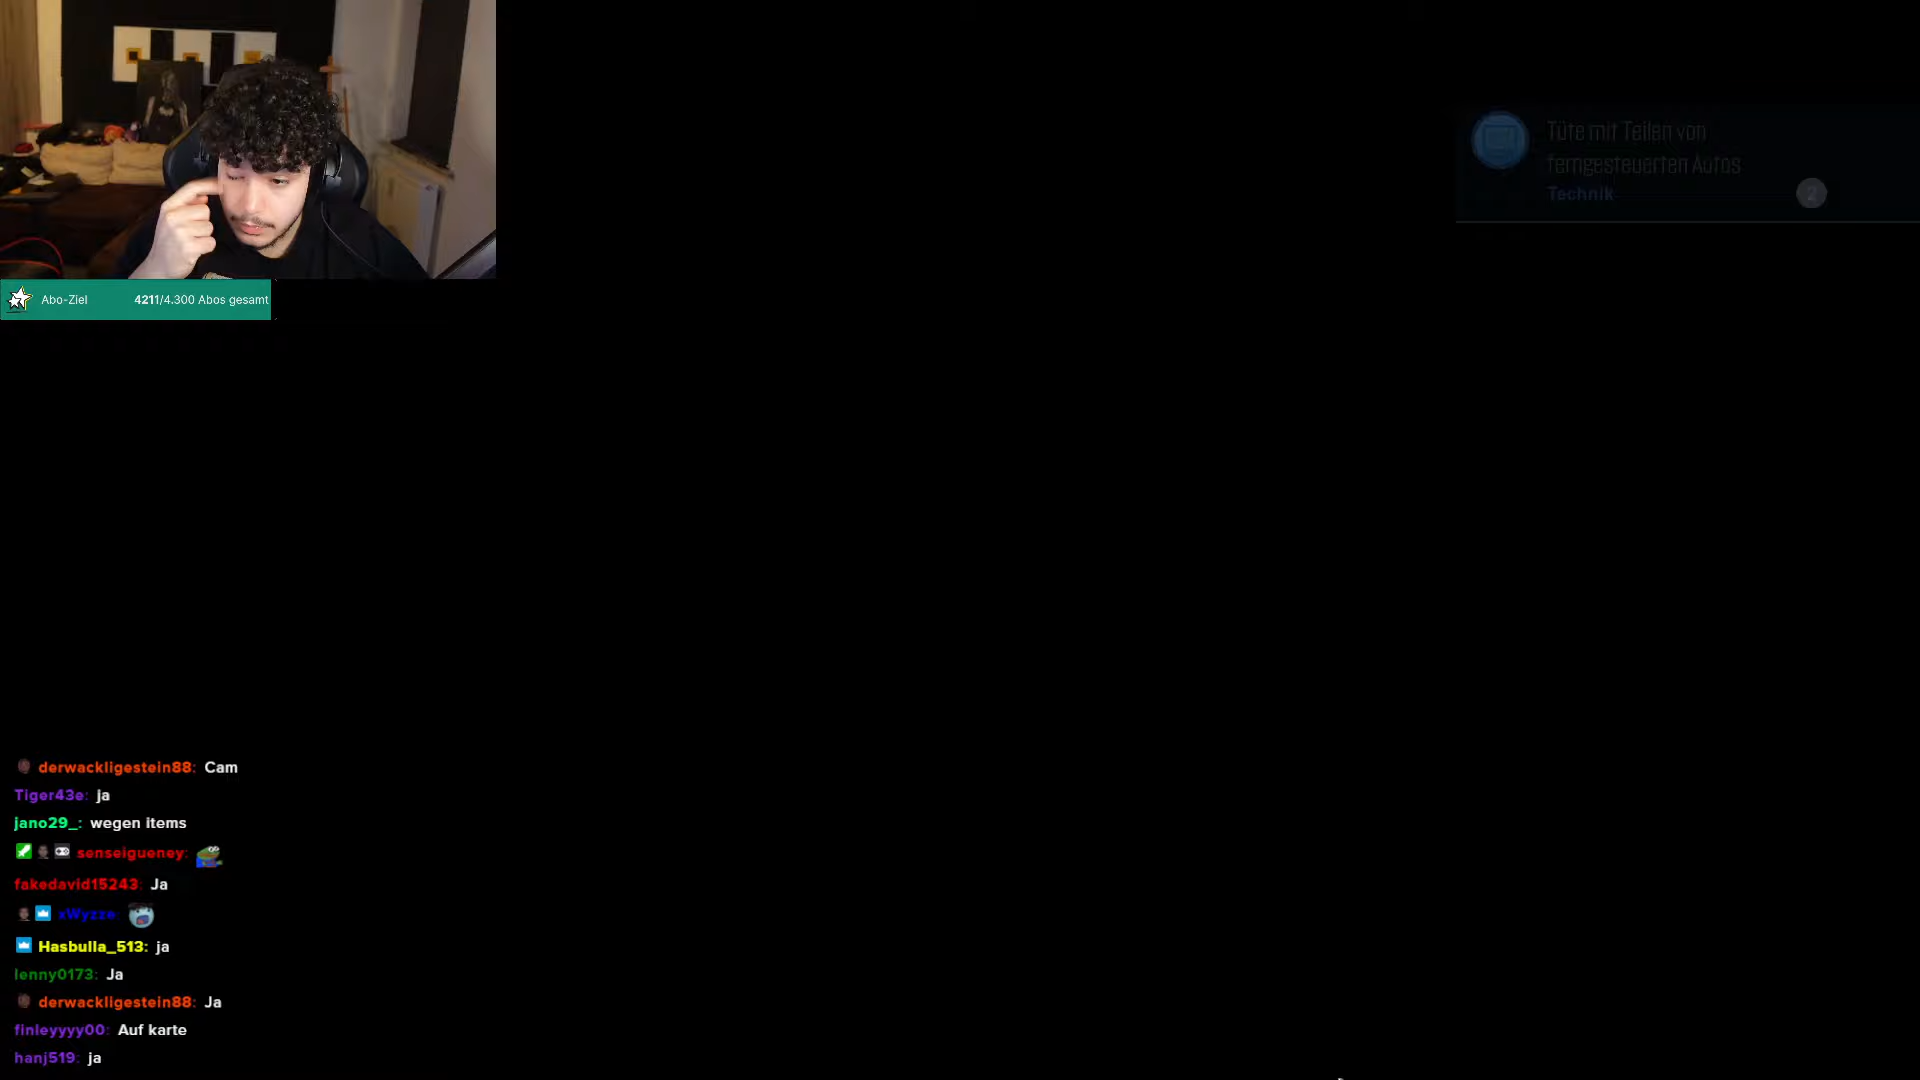 Abo-Ziel 4211/4.300 Abos gesamt
Tüte mit Teilen von
ferngesteuerten Autos
Technik 2
derwackligestein88: Cam
Tiger43e: ja
jano29_: wegen items
senseigueney:
fakedavid15243: Ja
xWyzze:
Hasbulla_513: ja
lenny0173: Ja
derwackligestein88: Ja
finleyyyy00: Auf karte
hanj519: ja